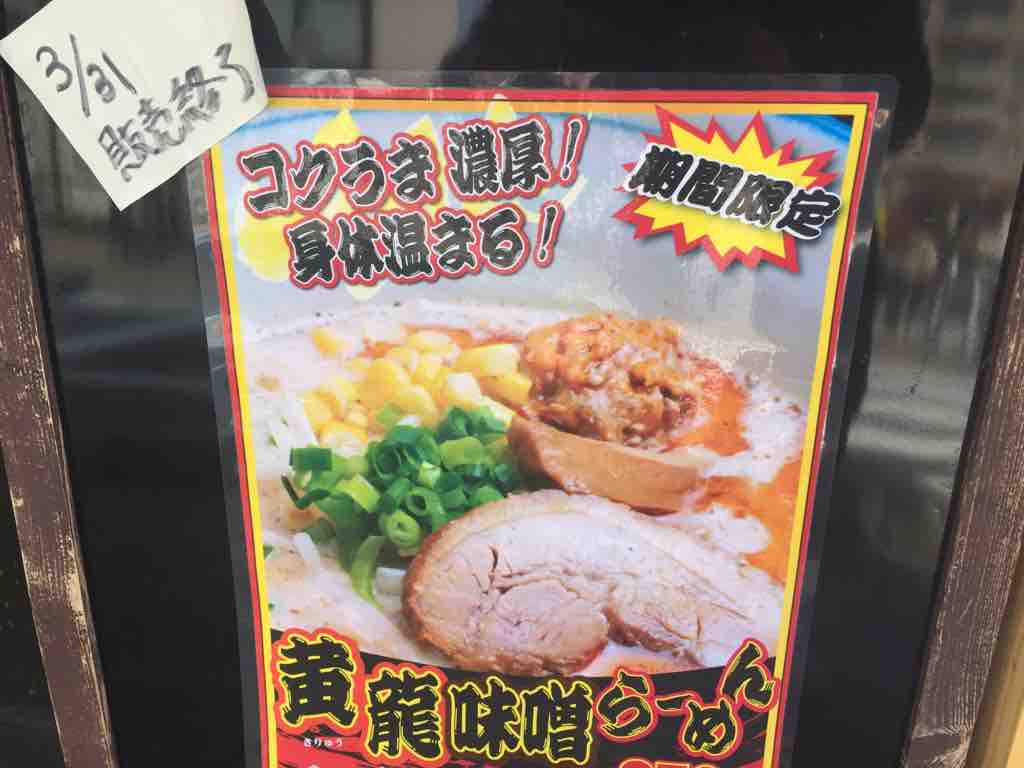 3/31
販売終了
コクうま濃厚!
身体温まる!
期間限定
黄龍味噌らーめん
きりゅう